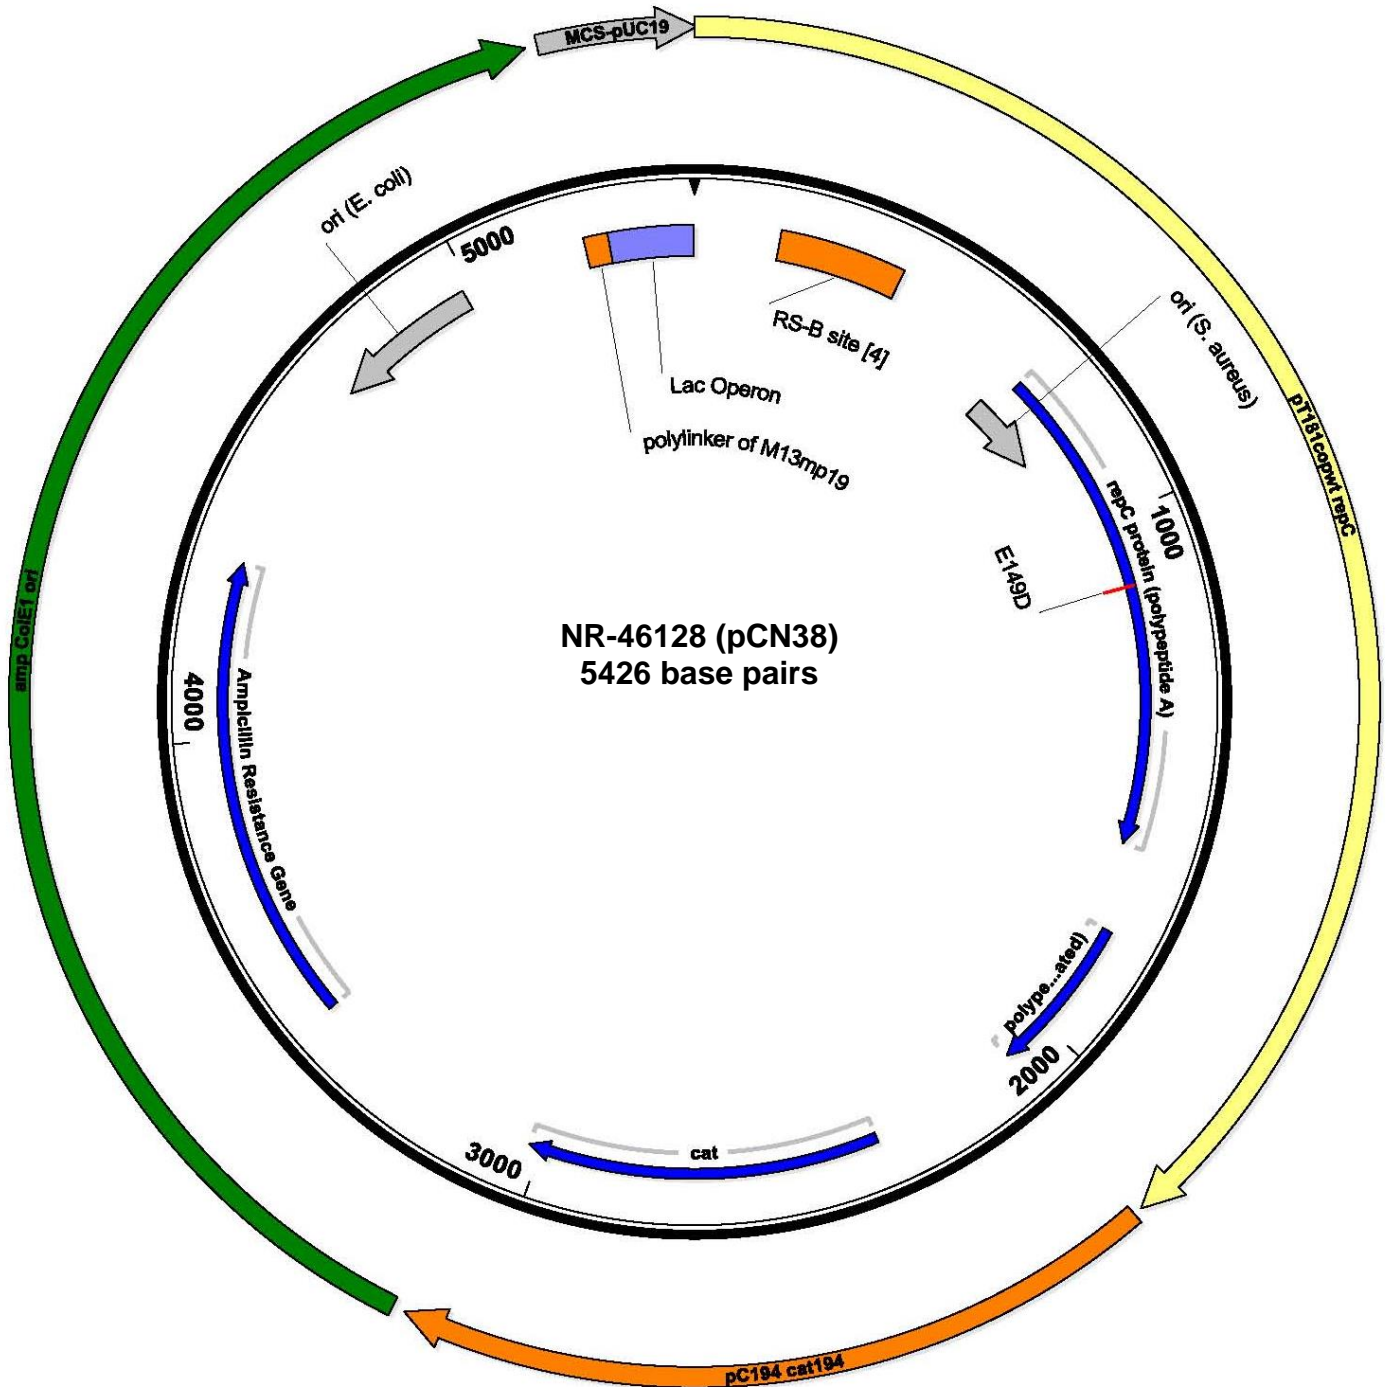 MCS-pUC19
ori (E. coli)
5000
RS-B site [4]
ori (S. aureus)
Lac Operon
polylinker of M13mp19
pT181copwt repC
1000
repC protein (polypeptide A)
E149D
NR-46128 (pCN38)
5426 base pairs
amp ColE1 ori
4000
Ampicillin Resistance Gene
polype...ated)
2000
cat
3000
pC194 cat194